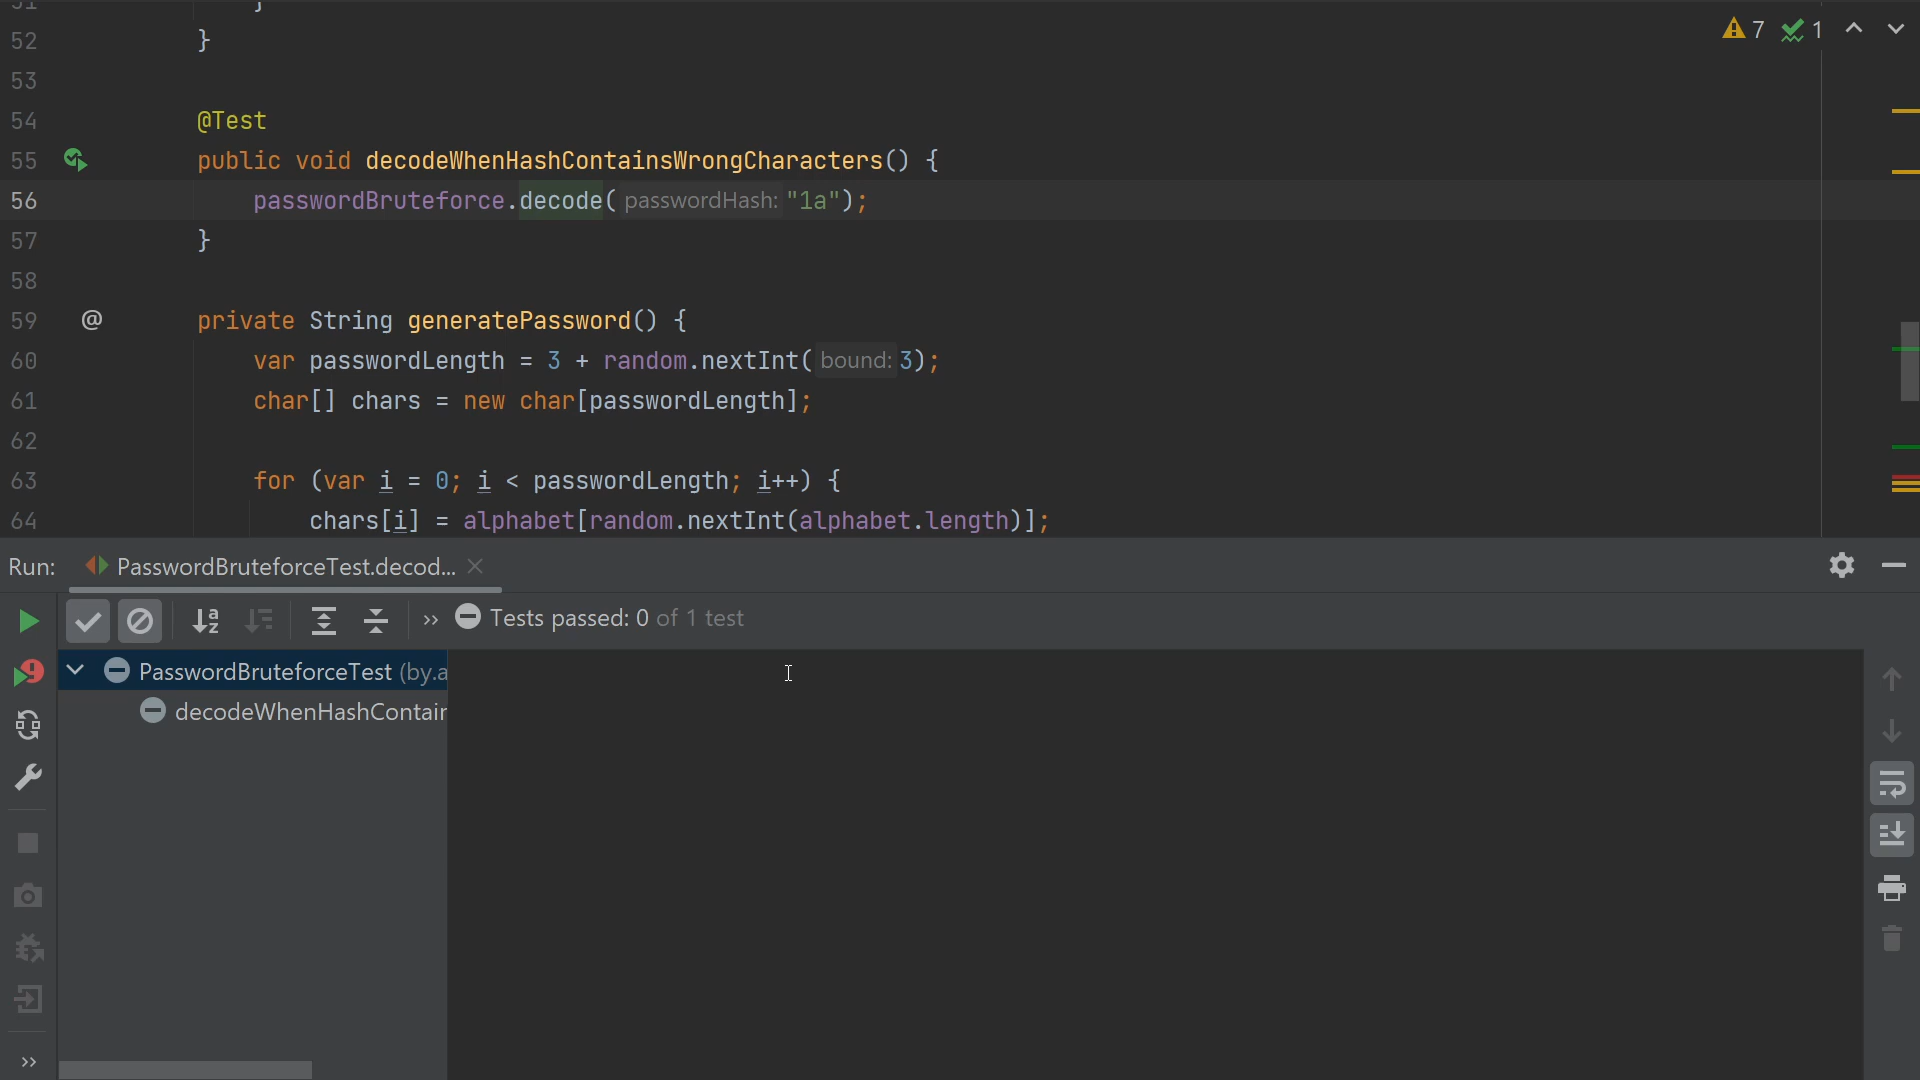 52 }
53
54 @Test
55 public void decodeWhenHashContainsWrongCharacters() {
56 passwordBruteforce.decode( passwordHash: "1a");
57 }
58
59 @ private String generatePassword() {
60 var passwordLength = 3 + random.nextInt( bound: 3);
61 char[] chars = new char[passwordLength];
62
63 for (var i = 0; i < passwordLength; i++) {
64 chars[i] = alphabet[random.nextInt(alphabet.length)];
7 1
Run: PasswordBruteforceTest.decod...
Tests passed: 0 of 1 test
PasswordBruteforceTest (by.a
decodeWhenHashContain